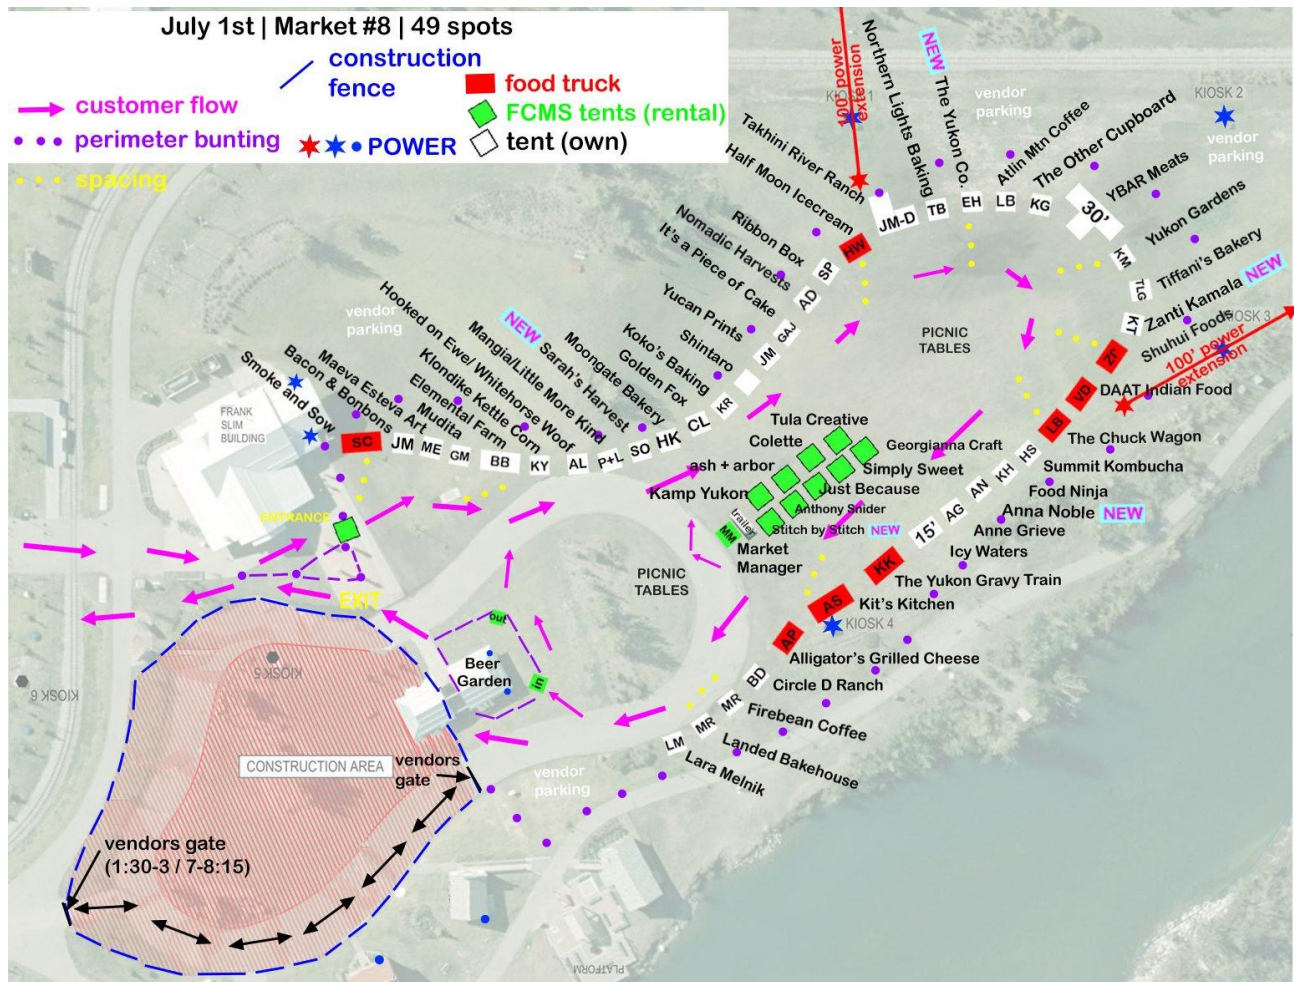 July 1st | Market #8 | 49 spots
construction
fence
food truck
customer flow
FCMS tents (rental)
perimeter bunting
POWER
tent (own)
spacing
KIOSK 1
100' power
extension
Northern Lights Baking
NEW
The Yukon Co.
vendor
parking
KIOSK 2
vendor
parking
Atlin Mtn Coffee
The Other Cupboard
YBAR Meats
Yukon Gardens
Tiffani's Bakery
Zanti Kamala
NEW
KIOSK 3
Shuhui Foods
100' power
extension
DAAT Indian Food
The Chuck Wagon
Summit Kombucha
Food Ninja
Anna Noble
NEW
Anne Grieve
Icy Waters
The Yukon Gravy Train
Kit's Kitchen
KIOSK 4
Alligator's Grilled Cheese
Circle D Ranch
Firebean Coffee
Landed Bakehouse
Lara Melnik
Takhini River Ranch
Half Moon Icecream
Ribbon Box
Nomadic Harvests
It's a Piece of Cake
Yucan Prints
Shintaro
Koko's Baking
Golden Fox
Moongate Bakery
NEW
Sarah's Harvest
Mangia/Little More Kind
Hooked on Ewe/ Whitehorse Woof
Klondike Kettle Corn
Elemental Farm
Mudita
Maeva Esteva Art
Bacon & Bonbons
Smoke and Sow
vendor
parking
FRANK
SLIM
BUILDING
SC
JM
ME
GM
BB
KY
AL
P+L
SO
HK
CL
KR
JM
GAJ
AD
SP
HW
JM-D
TB
EH
LB
KG
30'
KM
TLG
KT
ZF
VD
LB
HS
KH
AN
AG
15'
KK
AS
AP
BD
MR
MR
LM
PICNIC
TABLES
Tula Creative
Colette
Georgianna Craft
ash + arbor
Simply Sweet
Kamp Yukon
Just Because
Anthony Snider
Stitch by Stitch
NEW
trailer
MM
Market
Manager
PICNIC
TABLES
ENTRANCE
EXIT
out
Beer
Garden
in
KIOSK 5
KIOSK 6
CONSTRUCTION AREA
vendors
gate
vendor
parking
vendors gate
(1:30-3 / 7-8:15)
PLATFORM